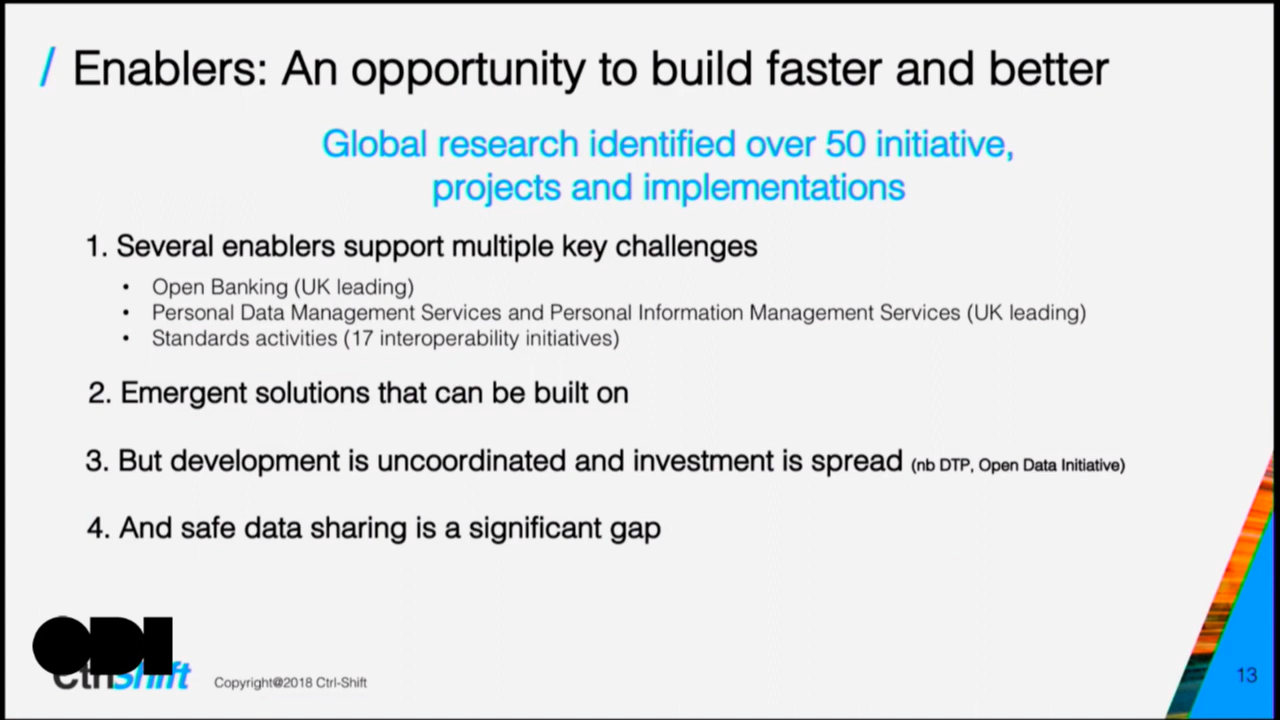 / Enablers: An opportunity to build faster and better
Global research identified over 50 initiative,
projects and implementations
1. Several enablers support multiple key challenges
• Open Banking (UK leading)
• Personal Data Management Services and Personal Information Management Services (UK leading)
• Standards activities (17 interoperability initiatives)
2. Emergent solutions that can be built on
3. But development is uncoordinated and investment is spread (nb DTP, Open Data Initiative)
4. And safe data sharing is a significant gap
ODI
CtrlShift
Copyright@2018 Ctrl-Shift
13